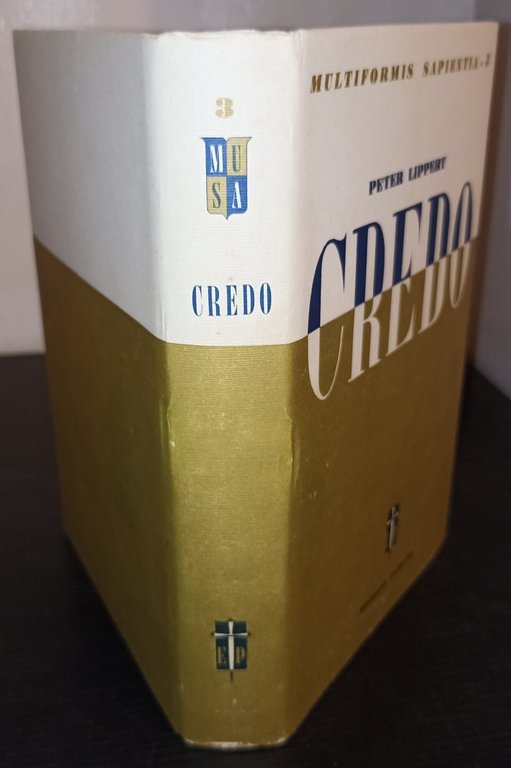 3
MU
SA
CREDO
EP
MULTIFORMIS SAPIENTIA-3
PETER LIPPERT
CREDO